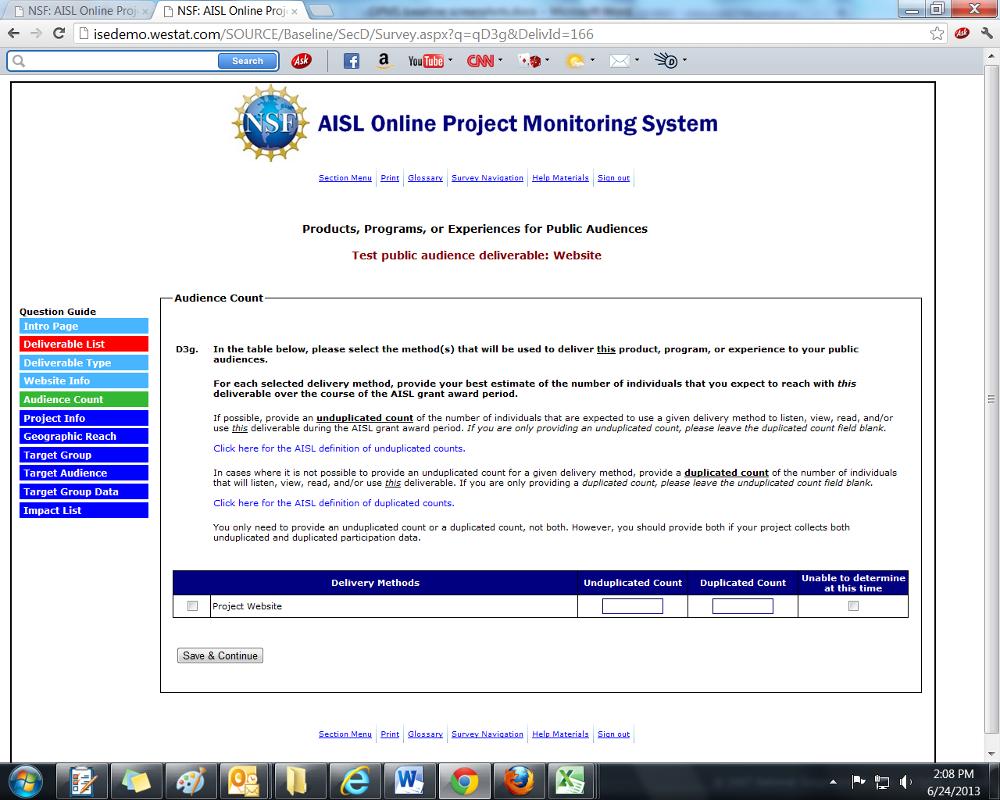 NSF: AISL Online Proj
NSF: AISL Online Proj
OPMS baseline screenshots.docx - Microsoft Word
isedemo.westat.com/SOURCE/Baseline/SecD/Survey.aspx?q=qD3g&DelivId=166
Ask
Search
Ask
a
YouTube
CNN
D
NSF
AISL Online Project Monitoring System
Section Menu Print Glossary Survey Navigation Help Materials Sign out
Products, Programs, or Experiences for Public Audiences
Test public audience deliverable: Website
Question Guide
Intro Page
Deliverable List
Deliverable Type
Website Info
Audience Count
Project Info
Geographic Reach
Target Group
Target Audience
Target Group Data
Impact List
Audience Count
D3g. In the table below, please select the method(s) that will be used to deliver this product, program, or experience to your public
audiences.
For each selected delivery method, provide your best estimate of the number of individuals that you expect to reach with this
deliverable over the course of the AISL grant award period.
If possible, provide an unduplicated count of the number of individuals that are expected to use a given delivery method to listen, view, read, and/or
use this deliverable during the AISL grant award period. If you are only providing an unduplicated count, please leave the duplicated count field blank.
Click here for the AISL definition of unduplicated counts.
In cases where it is not possible to provide an unduplicated count for a given delivery method, provide a duplicated count of the number of individuals
that will listen, view, read, and/or use this deliverable. If you are only providing a duplicated count, please leave the unduplicated count field blank.
Click here for the AISL definition of duplicated counts.
You only need to provide an unduplicated count or a duplicated count, not both. However, you should provide both if your project collects both
unduplicated and duplicated participation data.
Delivery Methods Unduplicated Count Duplicated Count Unable to determine
at this time
Project Website
Save & Continue
Section Menu Print Glossary Survey Navigation Help Materials Sign out
2:08 PM
6/24/2013